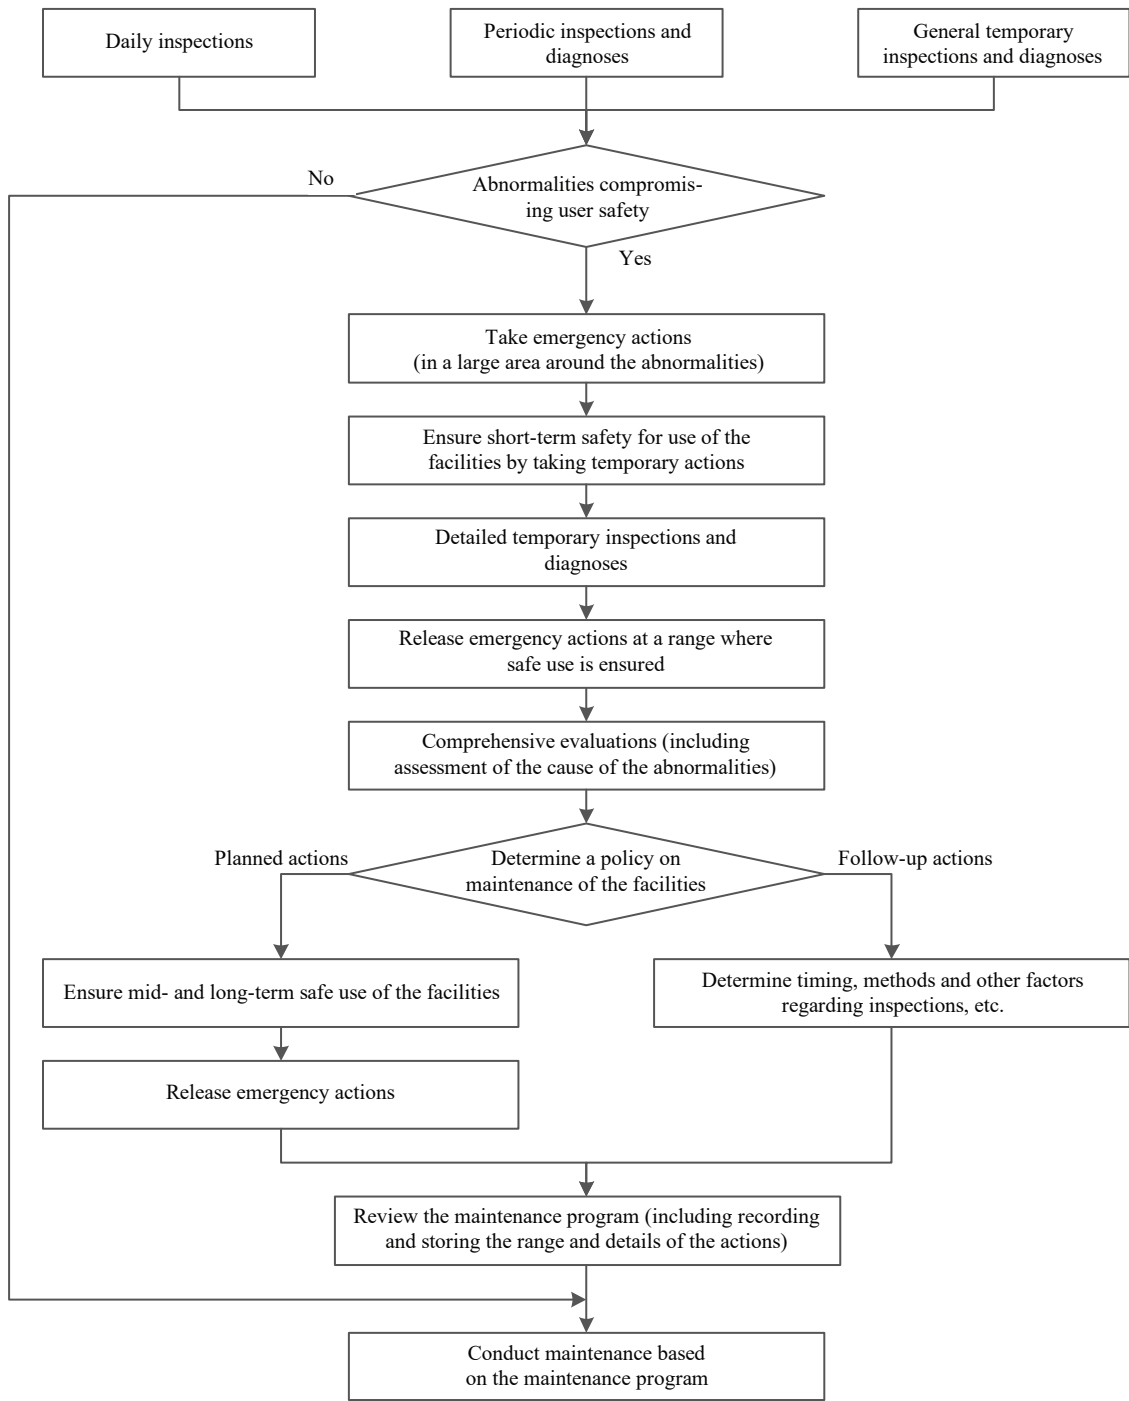 Daily inspections
Periodic inspections and
diagnoses
General temporary
inspections and diagnoses
No
Abnormalities compromis-
ing user safety
Yes
Take emergency actions
(in a large area around the abnormalities)
Ensure short-term safety for use of the
facilities by taking temporary actions
Detailed temporary inspections and
diagnoses
Release emergency actions at a range where
safe use is ensured
Comprehensive evaluations (including
assessment of the cause of the abnormalities)
Planned actions
Determine a policy on
maintenance of the facilities
Follow-up actions
Ensure mid- and long-term safe use of the facilities
Determine timing, methods and other factors
regarding inspections, etc.
Release emergency actions
Review the maintenance program (including recording
and storing the range and details of the actions)
Conduct maintenance based
on the maintenance program